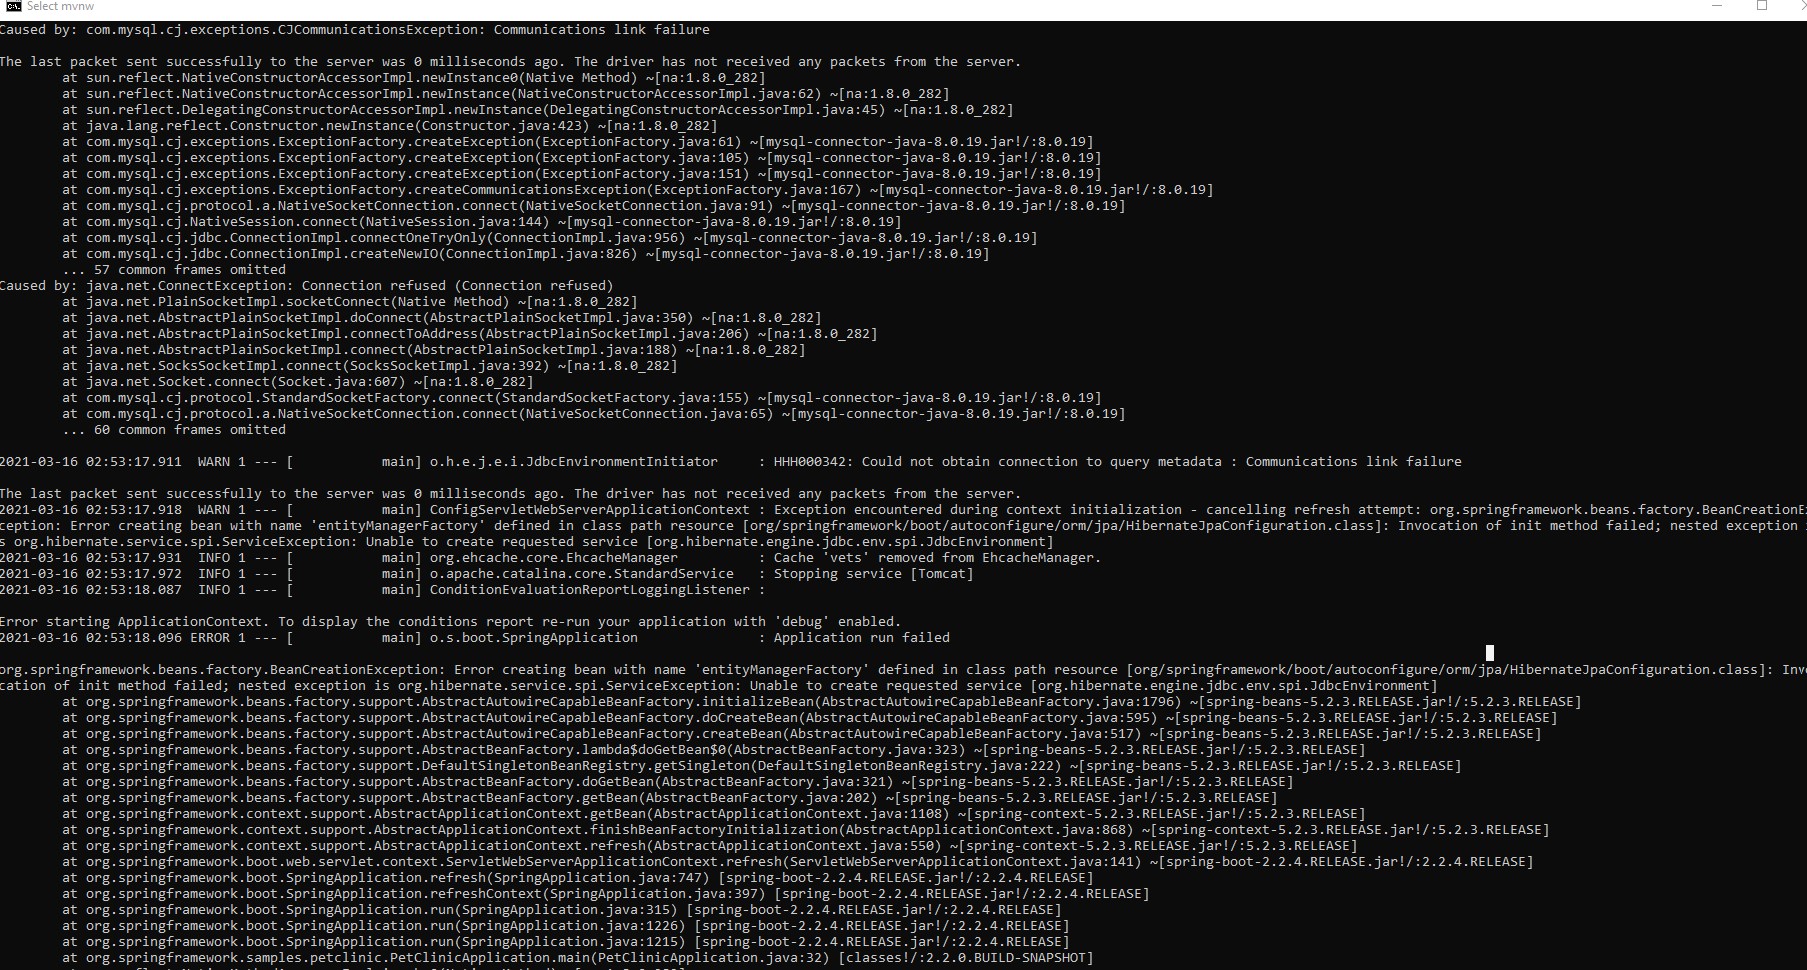 Select mvnw
Caused by: com.mysql.cj.exceptions.CJCommunicationsException: Communications link failure
The last packet sent successfully to the server was 0 milliseconds ago. The driver has not received any packets from the server.
at sun.reflect.NativeConstructorAccessorImpl.newInstance0(Native Method) ~[na:1.8.0_282]
at sun.reflect.NativeConstructorAccessorImpl.newInstance(NativeConstructorAccessorImpl.java:62) ~[na:1.8.0_282]
at sun.reflect.DelegatingConstructorAccessorImpl.newInstance(DelegatingConstructorAccessorImpl.java:45) ~[na:1.8.0_282]
at java.lang.reflect.Constructor.newInstance(Constructor.java:423) ~[na:1.8.0_282]
at com.mysql.cj.exceptions.ExceptionFactory.createException(ExceptionFactory.java:61) ~[mysql-connector-java-8.0.19.jar!/:8.0.19]
at com.mysql.cj.exceptions.ExceptionFactory.createException(ExceptionFactory.java:105) ~[mysql-connector-java-8.0.19.jar!/:8.0.19]
at com.mysql.cj.exceptions.ExceptionFactory.createException(ExceptionFactory.java:151) ~[mysql-connector-java-8.0.19.jar!/:8.0.19]
at com.mysql.cj.exceptions.ExceptionFactory.createCommunicationsException(ExceptionFactory.java:167) ~[mysql-connector-java-8.0.19.jar!/:8.0.19]
at com.mysql.cj.protocol.a.NativeSocketConnection.connect(NativeSocketConnection.java:91) ~[mysql-connector-java-8.0.19.jar!/:8.0.19]
at com.mysql.cj.NativeSession.connect(NativeSession.java:144) ~[mysql-connector-java-8.0.19.jar!/:8.0.19]
at com.mysql.cj.jdbc.ConnectionImpl.connectOneTryOnly(ConnectionImpl.java:956) ~[mysql-connector-java-8.0.19.jar!/:8.0.19]
at com.mysql.cj.jdbc.ConnectionImpl.createNewIO(ConnectionImpl.java:826) ~[mysql-connector-java-8.0.19.jar!/:8.0.19]
... 57 common frames omitted
Caused by: java.net.ConnectException: Connection refused (Connection refused)
at java.net.PlainSocketImpl.socketConnect(Native Method) ~[na:1.8.0_282]
at java.net.AbstractPlainSocketImpl.doConnect(AbstractPlainSocketImpl.java:350) ~[na:1.8.0_282]
at java.net.AbstractPlainSocketImpl.connectToAddress(AbstractPlainSocketImpl.java:206) ~[na:1.8.0_282]
at java.net.AbstractPlainSocketImpl.connect(AbstractPlainSocketImpl.java:188) ~[na:1.8.0_282]
at java.net.SocksSocketImpl.connect(SocksSocketImpl.java:392) ~[na:1.8.0_282]
at java.net.Socket.connect(Socket.java:607) ~[na:1.8.0_282]
at com.mysql.cj.protocol.StandardSocketFactory.connect(StandardSocketFactory.java:155) ~[mysql-connector-java-8.0.19.jar!/:8.0.19]
at com.mysql.cj.protocol.a.NativeSocketConnection.connect(NativeSocketConnection.java:65) ~[mysql-connector-java-8.0.19.jar!/:8.0.19]
... 60 common frames omitted
2021-03-16 02:53:17.911  WARN 1 --- [           main] o.h.e.j.e.i.JdbcEnvironmentInitiator     : HHH000342: Could not obtain connection to query metadata : Communications link failure
The last packet sent successfully to the server was 0 milliseconds ago. The driver has not received any packets from the server.
2021-03-16 02:53:17.918  WARN 1 --- [           main] ConfigServletWebServerApplicationContext : Exception encountered during context initialization - cancelling refresh attempt: org.springframework.beans.factory.BeanCreationEx
ception: Error creating bean with name 'entityManagerFactory' defined in class path resource [org/springframework/boot/autoconfigure/orm/jpa/HibernateJpaConfiguration.class]: Invocation of init method failed; nested exception i
s org.hibernate.service.spi.ServiceException: Unable to create requested service [org.hibernate.engine.jdbc.env.spi.JdbcEnvironment]
2021-03-16 02:53:17.931  INFO 1 --- [           main] org.ehcache.core.EhcacheManager          : Cache 'vets' removed from EhcacheManager.
2021-03-16 02:53:17.972  INFO 1 --- [           main] o.apache.catalina.core.StandardService   : Stopping service [Tomcat]
2021-03-16 02:53:18.087  INFO 1 --- [           main] ConditionEvaluationReportLoggingListener :
Error starting ApplicationContext. To display the conditions report re-run your application with 'debug' enabled.
2021-03-16 02:53:18.096 ERROR 1 --- [           main] o.s.boot.SpringApplication               : Application run failed
org.springframework.beans.factory.BeanCreationException: Error creating bean with name 'entityManagerFactory' defined in class path resource [org/springframework/boot/autoconfigure/orm/jpa/HibernateJpaConfiguration.class]: Invo
cation of init method failed; nested exception is org.hibernate.service.spi.ServiceException: Unable to create requested service [org.hibernate.engine.jdbc.env.spi.JdbcEnvironment]
at org.springframework.beans.factory.support.AbstractAutowireCapableBeanFactory.initializeBean(AbstractAutowireCapableBeanFactory.java:1796) ~[spring-beans-5.2.3.RELEASE.jar!/:5.2.3.RELEASE]
at org.springframework.beans.factory.support.AbstractAutowireCapableBeanFactory.doCreateBean(AbstractAutowireCapableBeanFactory.java:595) ~[spring-beans-5.2.3.RELEASE.jar!/:5.2.3.RELEASE]
at org.springframework.beans.factory.support.AbstractAutowireCapableBeanFactory.createBean(AbstractAutowireCapableBeanFactory.java:517) ~[spring-beans-5.2.3.RELEASE.jar!/:5.2.3.RELEASE]
at org.springframework.beans.factory.support.AbstractBeanFactory.lambda$doGetBean$0(AbstractBeanFactory.java:323) ~[spring-beans-5.2.3.RELEASE.jar!/:5.2.3.RELEASE]
at org.springframework.beans.factory.support.DefaultSingletonBeanRegistry.getSingleton(DefaultSingletonBeanRegistry.java:222) ~[spring-beans-5.2.3.RELEASE.jar!/:5.2.3.RELEASE]
at org.springframework.beans.factory.support.AbstractBeanFactory.doGetBean(AbstractBeanFactory.java:321) ~[spring-beans-5.2.3.RELEASE.jar!/:5.2.3.RELEASE]
at org.springframework.beans.factory.support.AbstractBeanFactory.getBean(AbstractBeanFactory.java:202) ~[spring-beans-5.2.3.RELEASE.jar!/:5.2.3.RELEASE]
at org.springframework.context.support.AbstractApplicationContext.getBean(AbstractApplicationContext.java:1108) ~[spring-context-5.2.3.RELEASE.jar!/:5.2.3.RELEASE]
at org.springframework.context.support.AbstractApplicationContext.finishBeanFactoryInitialization(AbstractApplicationContext.java:868) ~[spring-context-5.2.3.RELEASE.jar!/:5.2.3.RELEASE]
at org.springframework.context.support.AbstractApplicationContext.refresh(AbstractApplicationContext.java:550) ~[spring-context-5.2.3.RELEASE.jar!/:5.2.3.RELEASE]
at org.springframework.boot.web.servlet.context.ServletWebServerApplicationContext.refresh(ServletWebServerApplicationContext.java:141) ~[spring-boot-2.2.4.RELEASE.jar!/:2.2.4.RELEASE]
at org.springframework.boot.SpringApplication.refresh(SpringApplication.java:747) [spring-boot-2.2.4.RELEASE.jar!/:2.2.4.RELEASE]
at org.springframework.boot.SpringApplication.refreshContext(SpringApplication.java:397) [spring-boot-2.2.4.RELEASE.jar!/:2.2.4.RELEASE]
at org.springframework.boot.SpringApplication.run(SpringApplication.java:315) [spring-boot-2.2.4.RELEASE.jar!/:2.2.4.RELEASE]
at org.springframework.boot.SpringApplication.run(SpringApplication.java:1226) [spring-boot-2.2.4.RELEASE.jar!/:2.2.4.RELEASE]
at org.springframework.boot.SpringApplication.run(SpringApplication.java:1215) [spring-boot-2.2.4.RELEASE.jar!/:2.2.4.RELEASE]
at org.springframework.samples.petclinic.PetClinicApplication.main(PetClinicApplication.java:32) [classes!/:2.2.0.BUILD-SNAPSHOT]